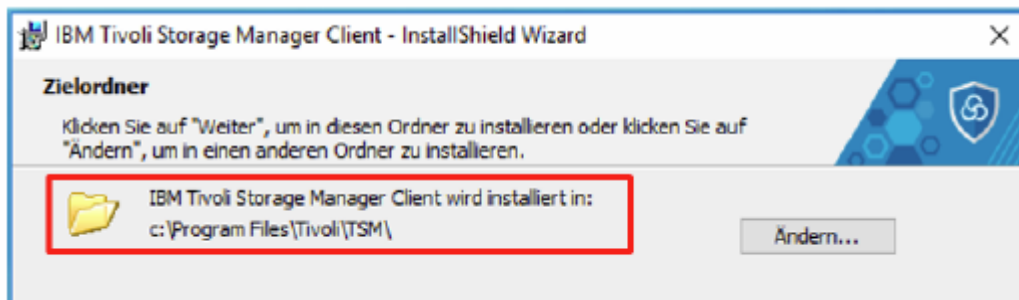 IBM Tivoli Storage Manager Client - InstallShield Wizard
Zielordner
Klicken Sie auf "Weiter", um in diesen Ordner zu installieren oder klicken Sie auf
"Ändern", um in einen anderen Ordner zu installieren.
IBM Tivoli Storage Manager Client wird installiert in:
c:\Program Files\Tivoli\TSM\
Ändern...